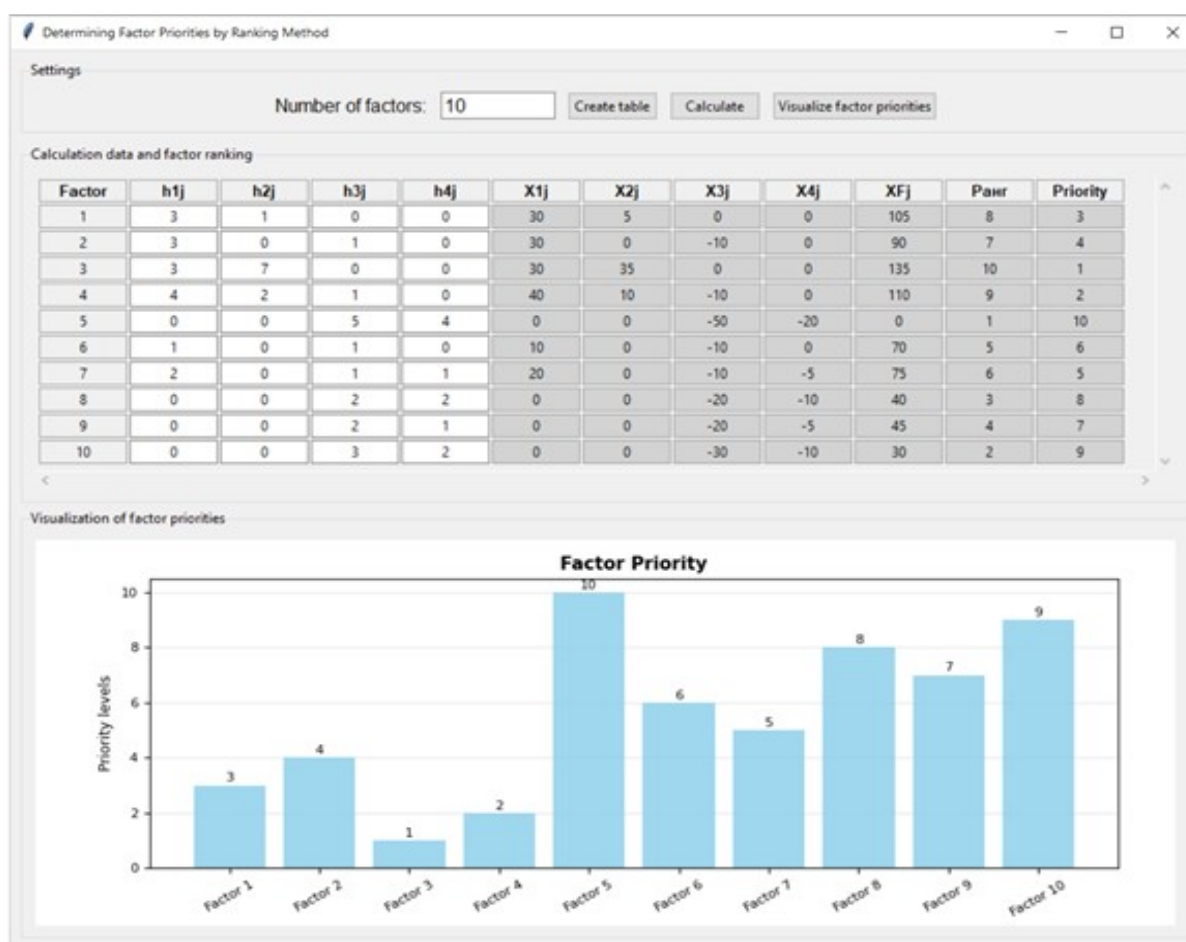 Determining Factor Priorities by Ranking Method
Settings
Number of factors: 10 Create table Calculate Visualize factor priorities
Calculation data and factor ranking
Factor h1j h2j h3j h4j X1j X2j X3j X4j XFj Ранг Priority
1 3 1 0 0 30 5 0 0 105 8 3
2 3 0 1 0 30 0 -10 0 90 7 4
3 3 7 0 0 30 35 0 0 135 10 1
4 4 2 1 0 40 10 -10 0 110 9 2
5 0 0 5 4 0 0 -50 -20 0 1 10
6 1 0 1 0 10 0 -10 0 70 5 6
7 2 0 1 1 20 0 -10 -5 75 6 5
8 0 0 2 2 0 0 -20 -10 40 3 8
9 0 0 2 1 0 0 -20 -5 45 4 7
10 0 0 3 2 0 0 -30 -10 30 2 9
Visualization of factor priorities
Factor Priority
Priority levels
10
8
6
4
2
0
3 4 1 2 10 6 5 8 7 9
Factor 1 Factor 2 Factor 3 Factor 4 Factor 5 Factor 6 Factor 7 Factor 8 Factor 9 Factor 10